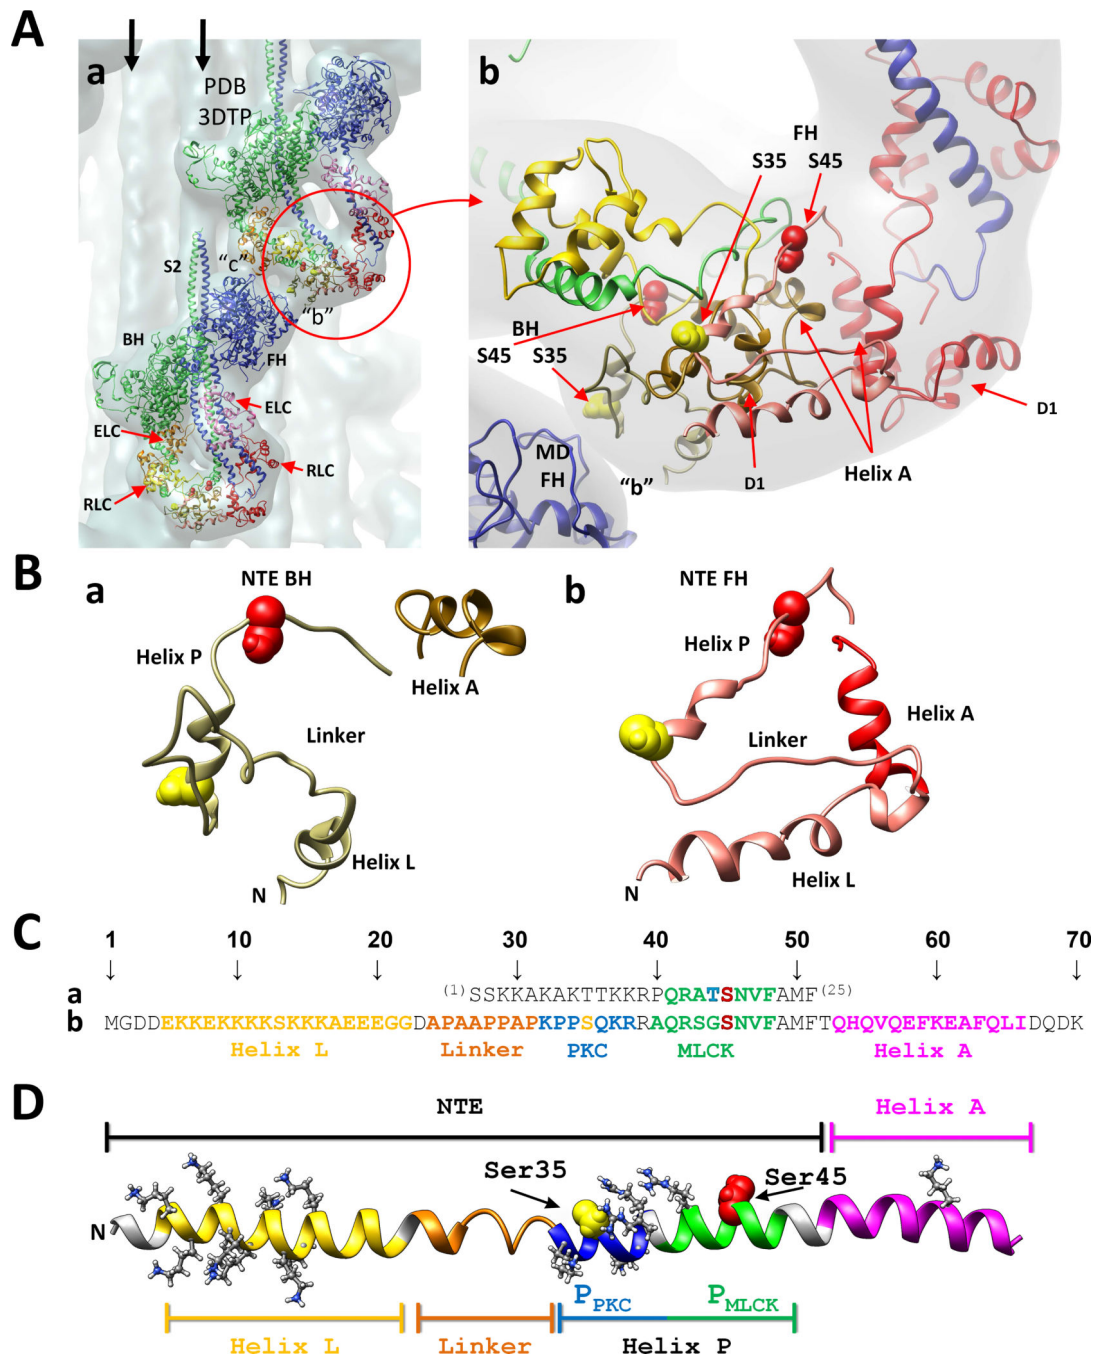 A
a
PDB
3DTP
S2
"c"
"b"
BH
FH
ELC
ELC
RLC
RLC
b
FH
S35 S45
BH
S45 S35
MD
FH
"b"
D1
Helix A
D1
B
a
NTE BH
Helix P
Helix A
Linker
Helix L
N
b
NTE FH
Helix P
Helix A
Linker
Helix L
N
C
1 10 20 30 40 50 60 70
a (1)SSKKAKAKTTKKRPQRATSNVFAMF(25)
b MGDDEKKEKKKKSKKKAEEEGGDAPAAPPAPKPPSQKRRAQRSGSNVFAMFTQHQVQEFKEAFQLIDQDK
Helix L Linker PKC MLCK Helix A
D
NTE Helix A
Ser35 Ser45
N
PPKC PMLCK
Helix L Linker Helix P